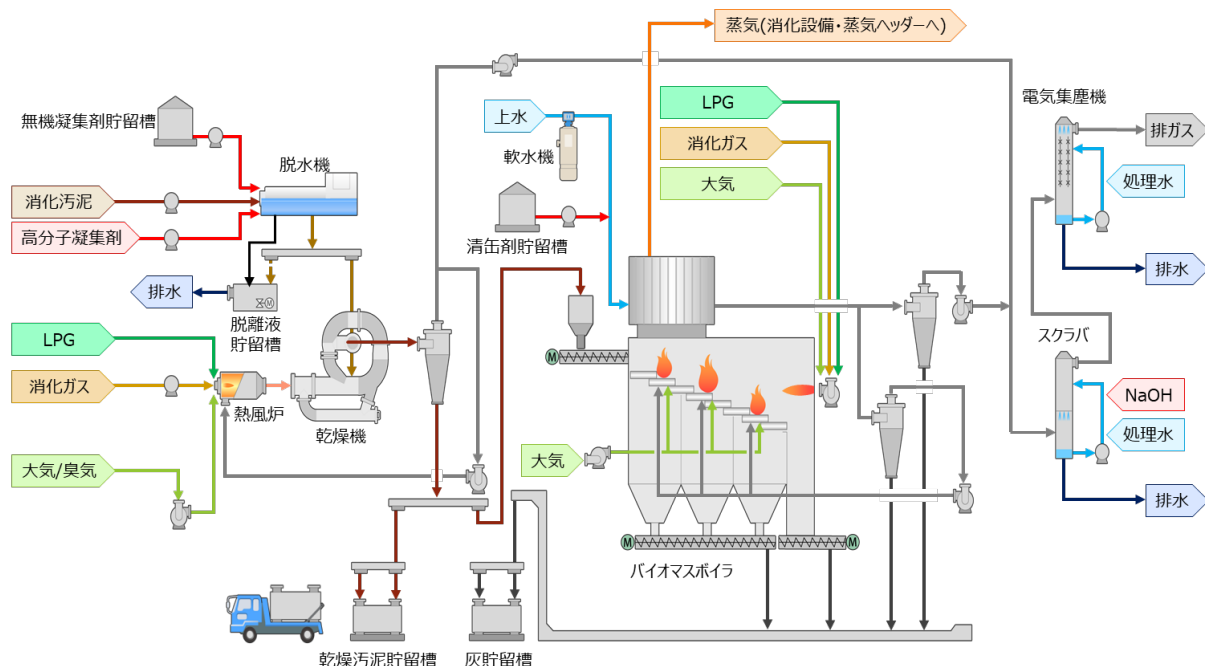 蒸気(消化設備・蒸気ヘッダーへ)
無機凝集剤貯留槽
脱水機
上水
軟水機
LPG
消化ガス
大気
電気集塵機
排ガス
処理水
消化汚泥
高分子凝集剤
清缶剤貯留槽
排水
排水
脱離液
貯留槽
M
LPG
消化ガス
熱風炉
乾燥機
M
スクラバ
NaOH
処理水
大気/臭気
大気
排水
M
M
バイオマスボイラ
乾燥汚泥貯留槽
灰貯留槽